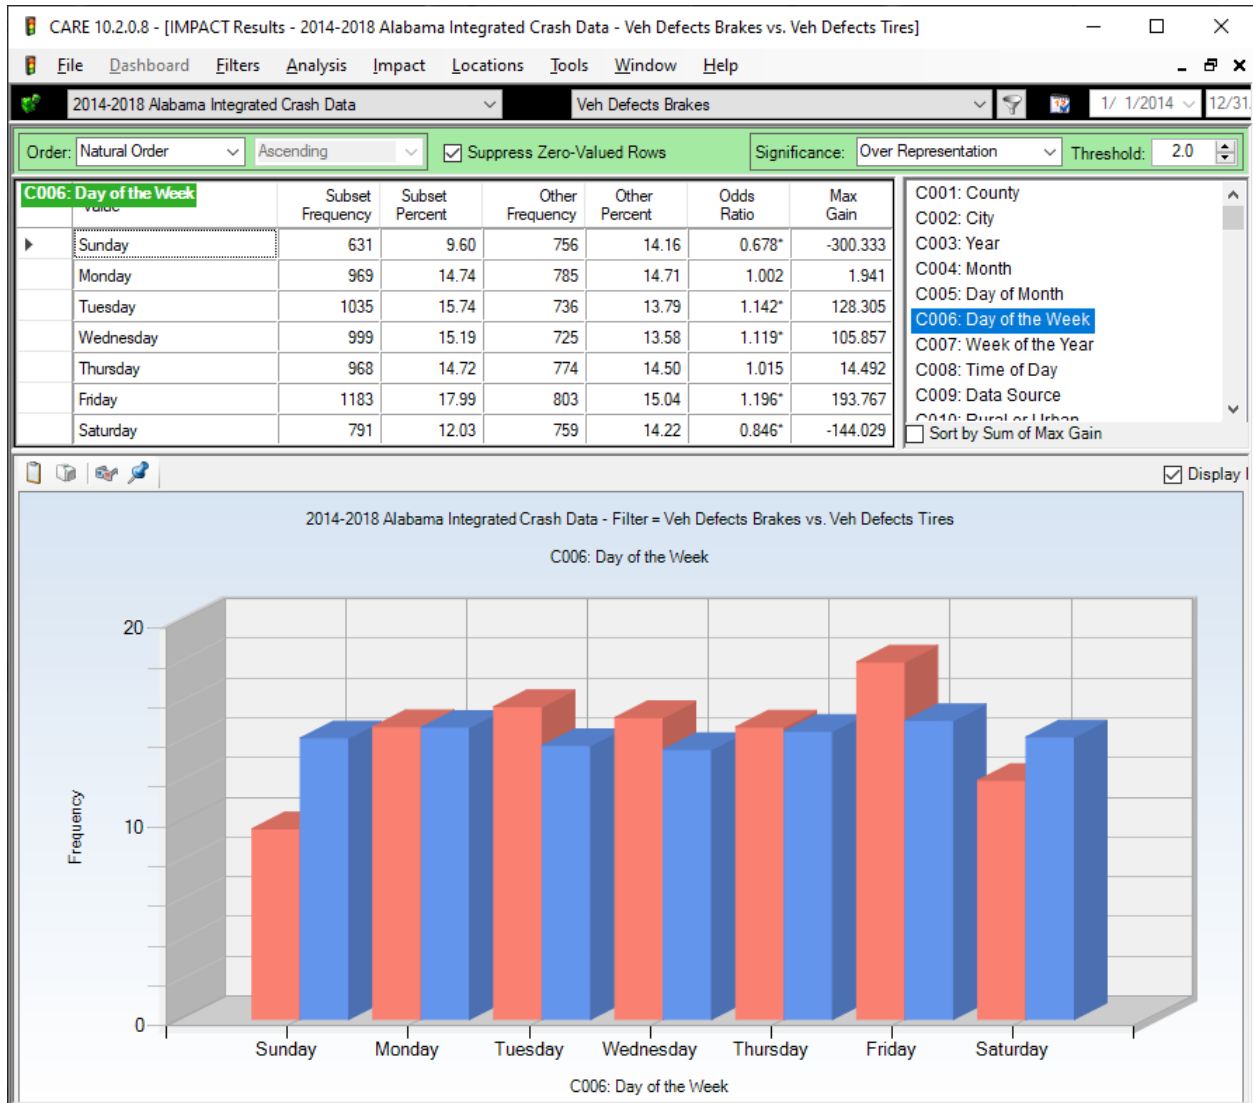 CARE 10.2.0.8 - [IMPACT Results - 2014-2018 Alabama Integrated Crash Data - Veh Defects Brakes vs. Veh Defects Tires]
File Dashboard Filters Analysis Impact Locations Tools Window Help
2014-2018 Alabama Integrated Crash Data Veh Defects Brakes 1/ 1/2014 12/31
Order: Natural Order Ascending Suppress Zero-Valued Rows Significance: Over Representation Threshold: 2.0
C006: Day of the Week
Value Subset Frequency Subset Percent Other Frequency Other Percent Odds Ratio Max Gain
Sunday 631 9.60 756 14.16 0.678* -300.333
Monday 969 14.74 785 14.71 1.002 1.941
Tuesday 1035 15.74 736 13.79 1.142* 128.305
Wednesday 999 15.19 725 13.58 1.119* 105.857
Thursday 968 14.72 774 14.50 1.015 14.492
Friday 1183 17.99 803 15.04 1.196* 193.767
Saturday 791 12.03 759 14.22 0.846* -144.029
C001: County
C002: City
C003: Year
C004: Month
C005: Day of Month
C006: Day of the Week
C007: Week of the Year
C008: Time of Day
C009: Data Source
C010: Rural or Urban
Sort by Sum of Max Gain
Display
2014-2018 Alabama Integrated Crash Data - Filter = Veh Defects Brakes vs. Veh Defects Tires
C006: Day of the Week
20
10
0
Frequency
Sunday Monday Tuesday Wednesday Thursday Friday Saturday
C006: Day of the Week